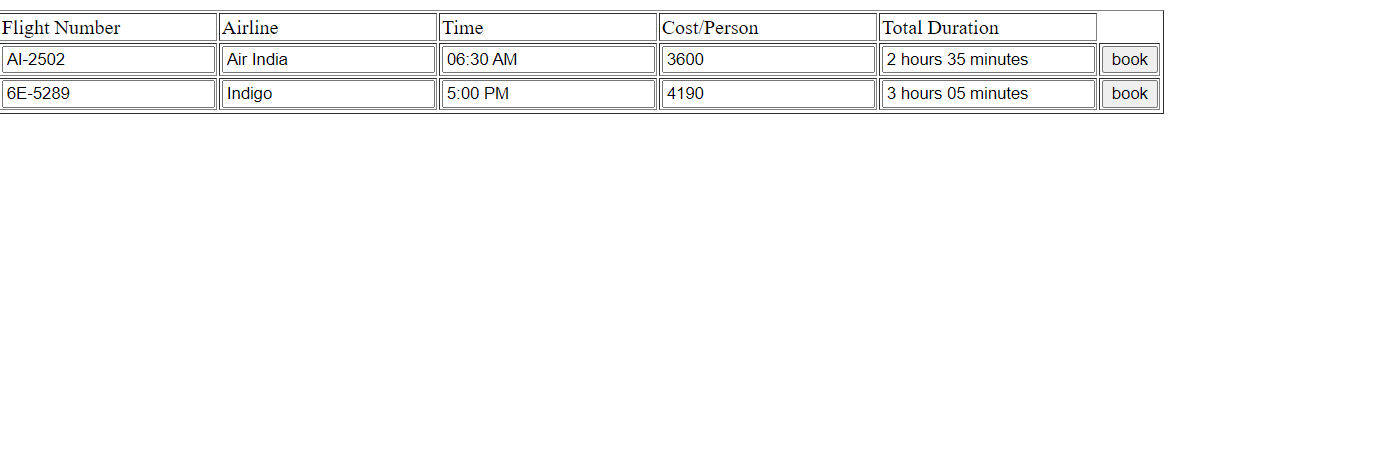 Flight Number Airline Time Cost/Person Total Duration
AI-2502 Air India 06:30 AM 3600 2 hours 35 minutes book
6E-5289 Indigo 5:00 PM 4190 3 hours 05 minutes book